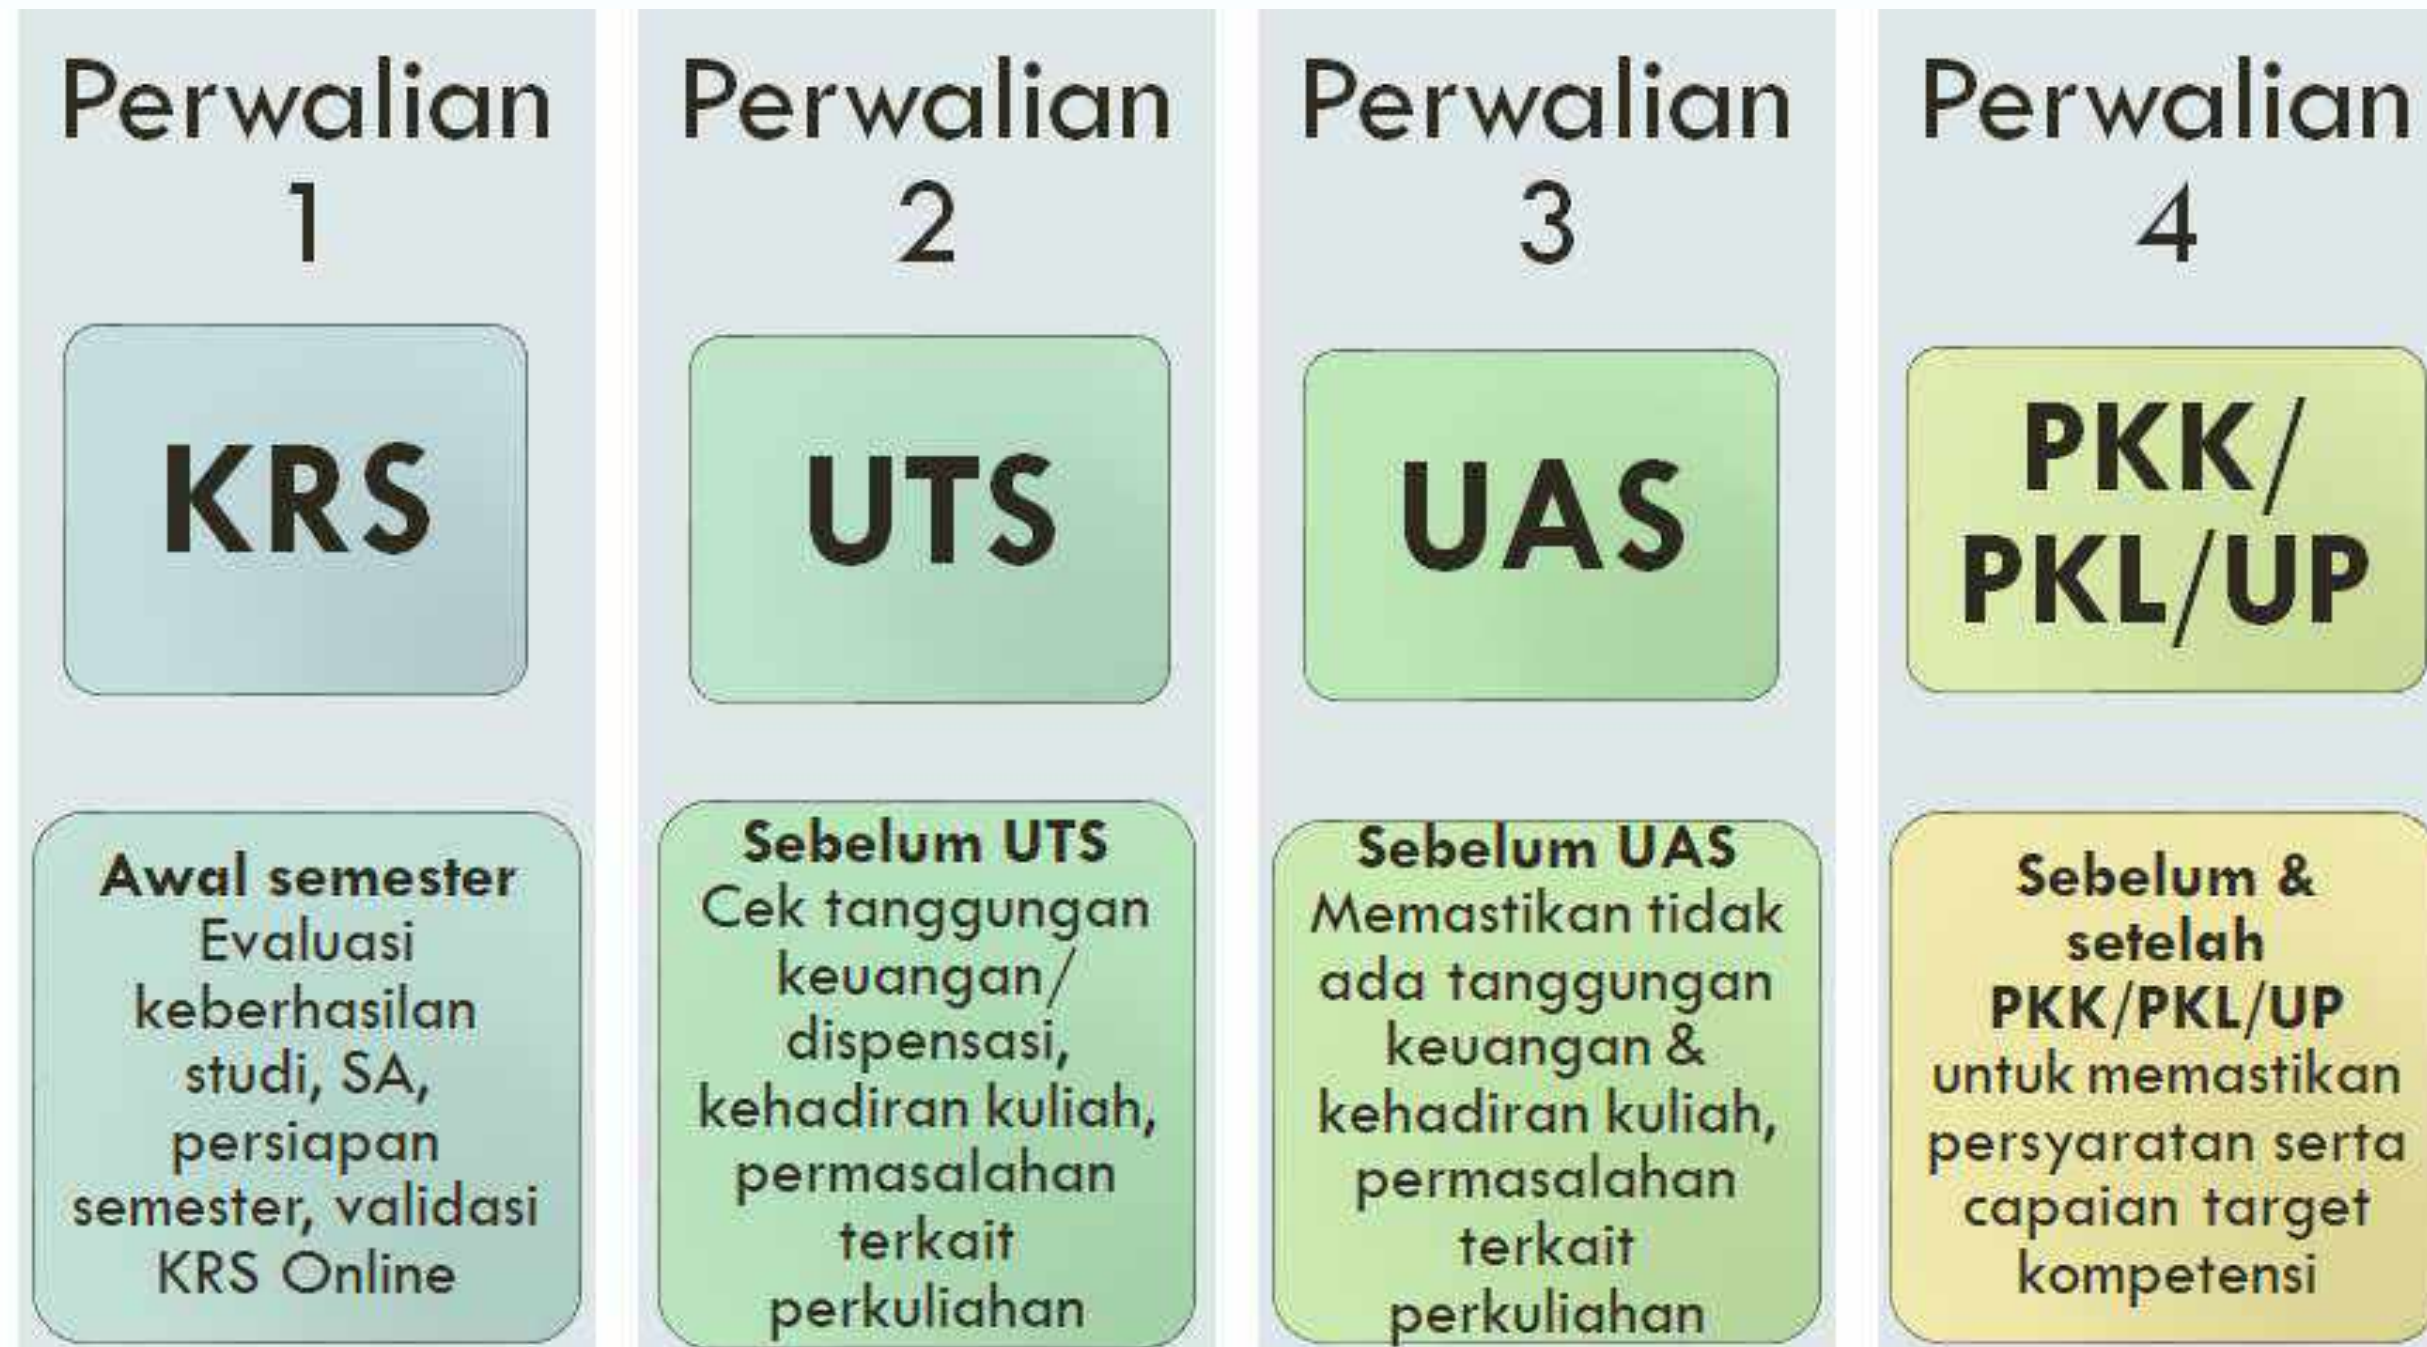 Perwalian
1
KRS
Awal semester
Evaluasi
keberhasilan
studi, SA,
persiapan
semester, validasi
KRS Online
Perwalian
2
UTS
Sebelum UTS
Cek tanggungan
keuangan/
dispensasi,
kehadiran kuliah,
permasalahan
terkait
perkuliahan
Perwalian
3
UAS
Sebelum UAS
Memastikan tidak
ada tanggungan
keuangan &
kehadiran kuliah,
permasalahan
terkait
perkuliahan
Perwalian
4
PKK/
PKL/UP
Sebelum &
setelah
PKK/PKL/UP
untuk memastikan
persyaratan serta
capaian target
kompetensi